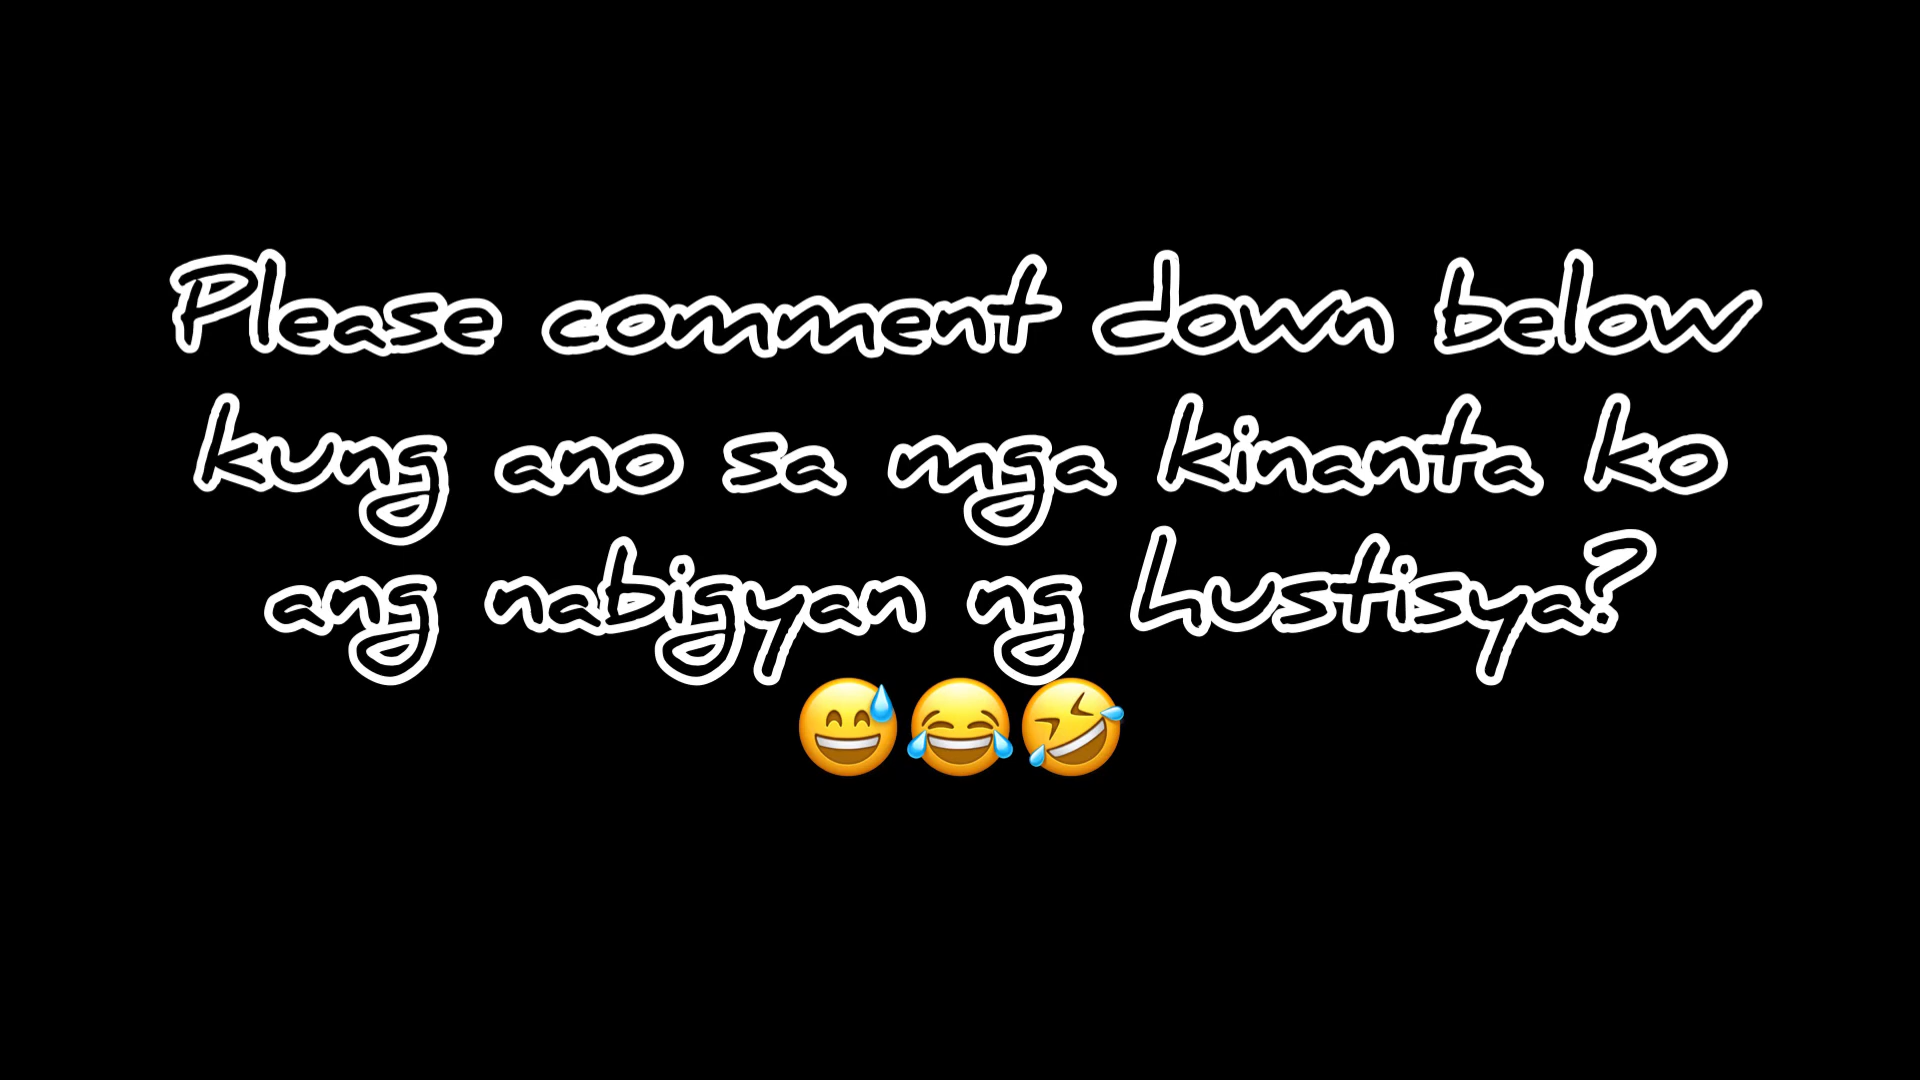 Please comment down below
kung ano sa mga kinanta ko
ang nabigyan ng hustisya?
😅😂🤣